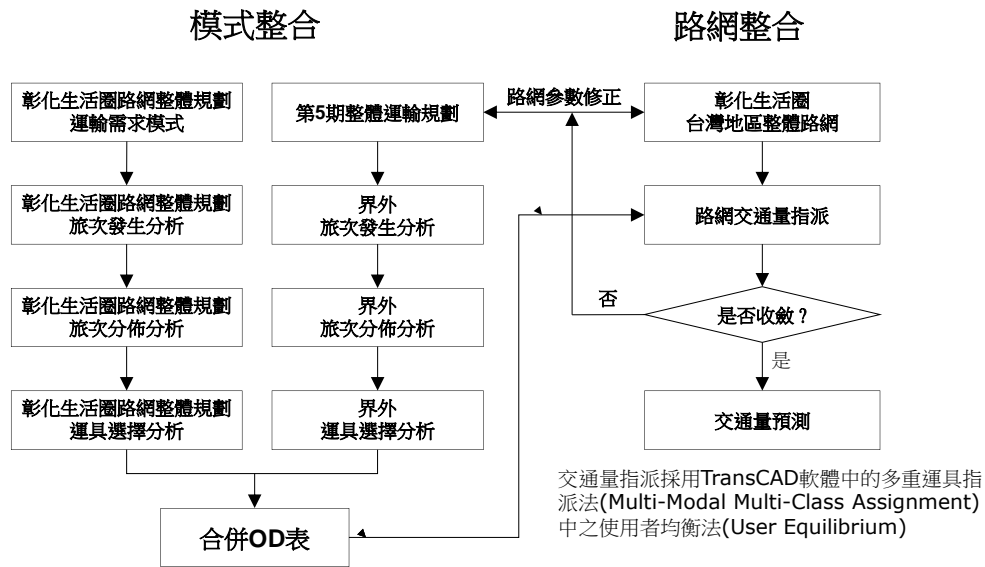 模式整合
路網整合
彰化生活圈路網整體規劃
運輸需求模式
第5期整體運輸規劃
路網參數修正
彰化生活圈
台灣地區整體路網
彰化生活圈路網整體規劃
旅次發生分析
界外
旅次發生分析
路網交通量指派
彰化生活圈路網整體規劃
旅次分佈分析
界外
旅次分佈分析
否
是否收斂？
是
彰化生活圈路網整體規劃
運具選擇分析
界外
運具選擇分析
交通量預測
合併OD表
交通量指派採用TransCAD軟體中的多重運具指
派法(Multi-Modal Multi-Class Assignment)
中之使用者均衡法(User Equilibrium)